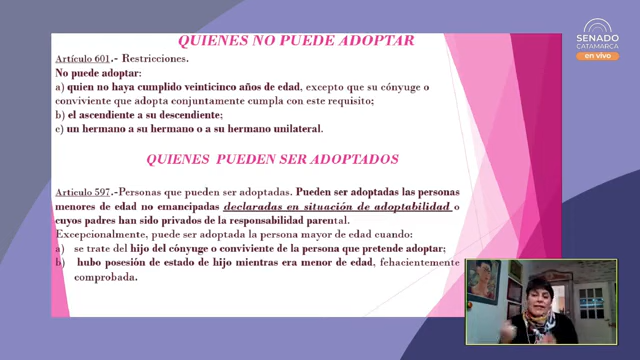 QUIENES NO PUEDE ADOPTAR
Artículo 601.- Restricciones.
No puede adoptar:
a) quien no haya cumplido veinticinco años de edad, excepto que su cónyuge o
conviviente que adopta conjuntamente cumpla con este requisito;
b) el ascendiente a su descendiente;
c) un hermano a su hermano o a su hermano unilateral.
QUIENES PUEDEN SER ADOPTADOS
Articulo 597.-Personas que pueden ser adoptadas. Pueden ser adoptadas las personas
menores de edad no emancipadas declaradas en situación de adoptabilidad o
cuyos padres han sido privados de la responsabilidad parental.
Excepcionalmente, puede ser adoptada la persona mayor de edad cuando:
a) se trate del hijo del cónyuge o conviviente de la persona que pretende adoptar;
b) hubo posesión de estado de hijo mientras era menor de edad, fehacientemente
comprobada.
SENADO
CATAMARCA
en vivo